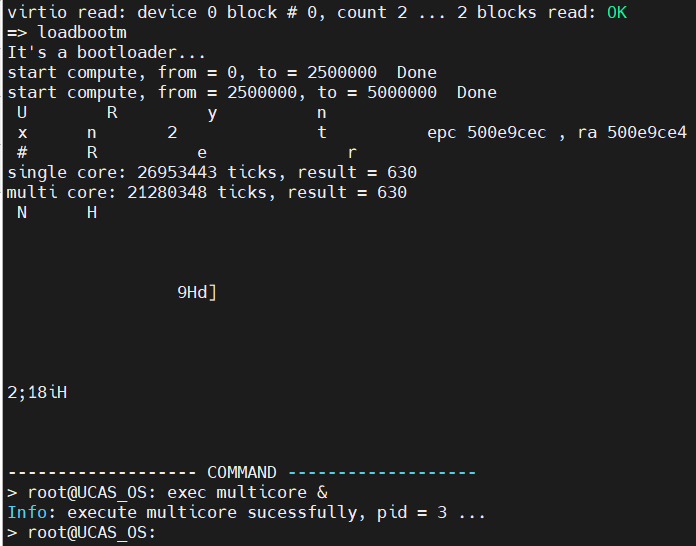 virtio read: device 0 block # 0, count 2 ... 2 blocks read: OK
=> loadbootm
It's a bootloader...
start compute, from = 0, to = 2500000  Done
start compute, from = 2500000, to = 5000000  Done
 U        R         y          n
 x      n       2              t          epc 500e9cec , ra 500e9ce4
 #      R          e              r
single core: 26953443 ticks, result = 630
multi core: 21280348 ticks, result = 630
 N      H
                 9Hd]
2;18iH
------------------- COMMAND -------------------
> root@UCAS_OS: exec multicore &
Info: execute multicore sucessfully, pid = 3 ...
> root@UCAS_OS: